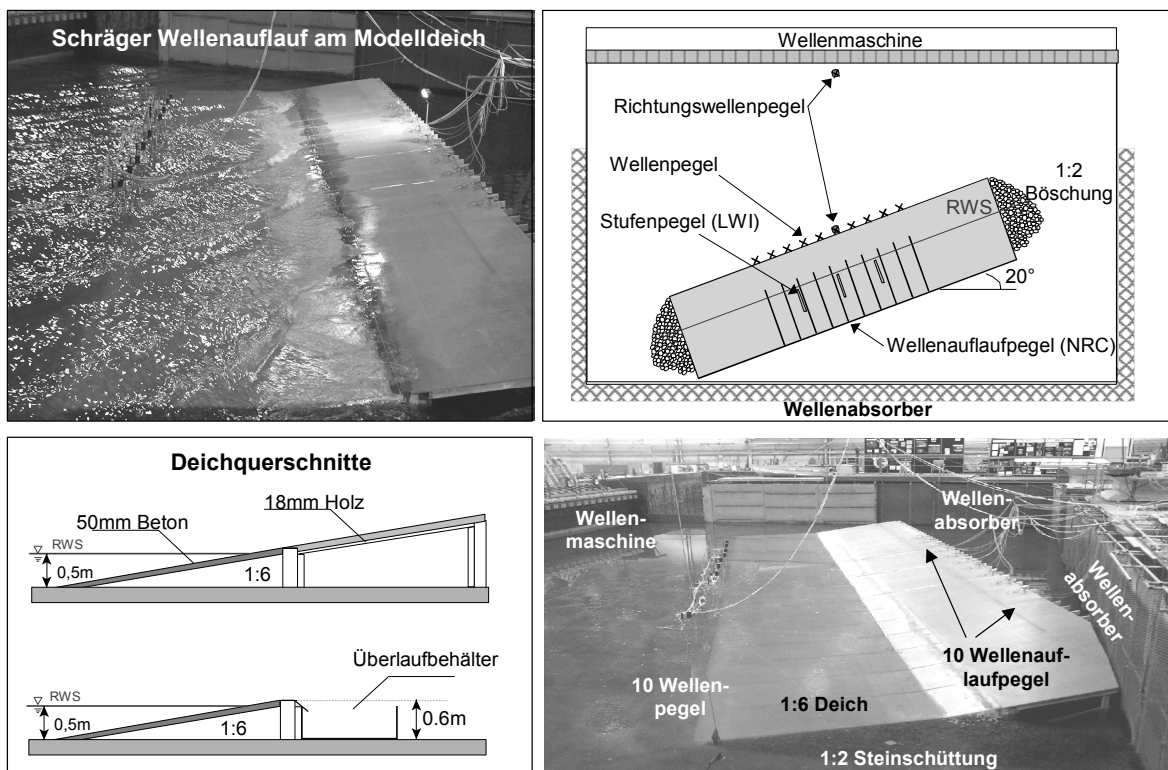 Schräger Wellenauflauf am Modelldeich
Wellenmaschine
Richtungswellenpegel
Wellenpegel
1:2
Böschung
RWS
Stufenpegel (LWI)
20°
Wellenauflaufpegel (NRC)
Wellenabsorber
Deichquerschnitte
18mm Holz
50mm Beton
RWS
0,5m
1:6
Überlaufbehälter
RWS
0,5m
1:6
0.6m
Wellen-
maschine
Wellen-
absorber
Wellen-
absorber
10 Wellenauf-
laufpegel
10 Wellen-
pegel
1:6 Deich
1:2 Steinschüttung